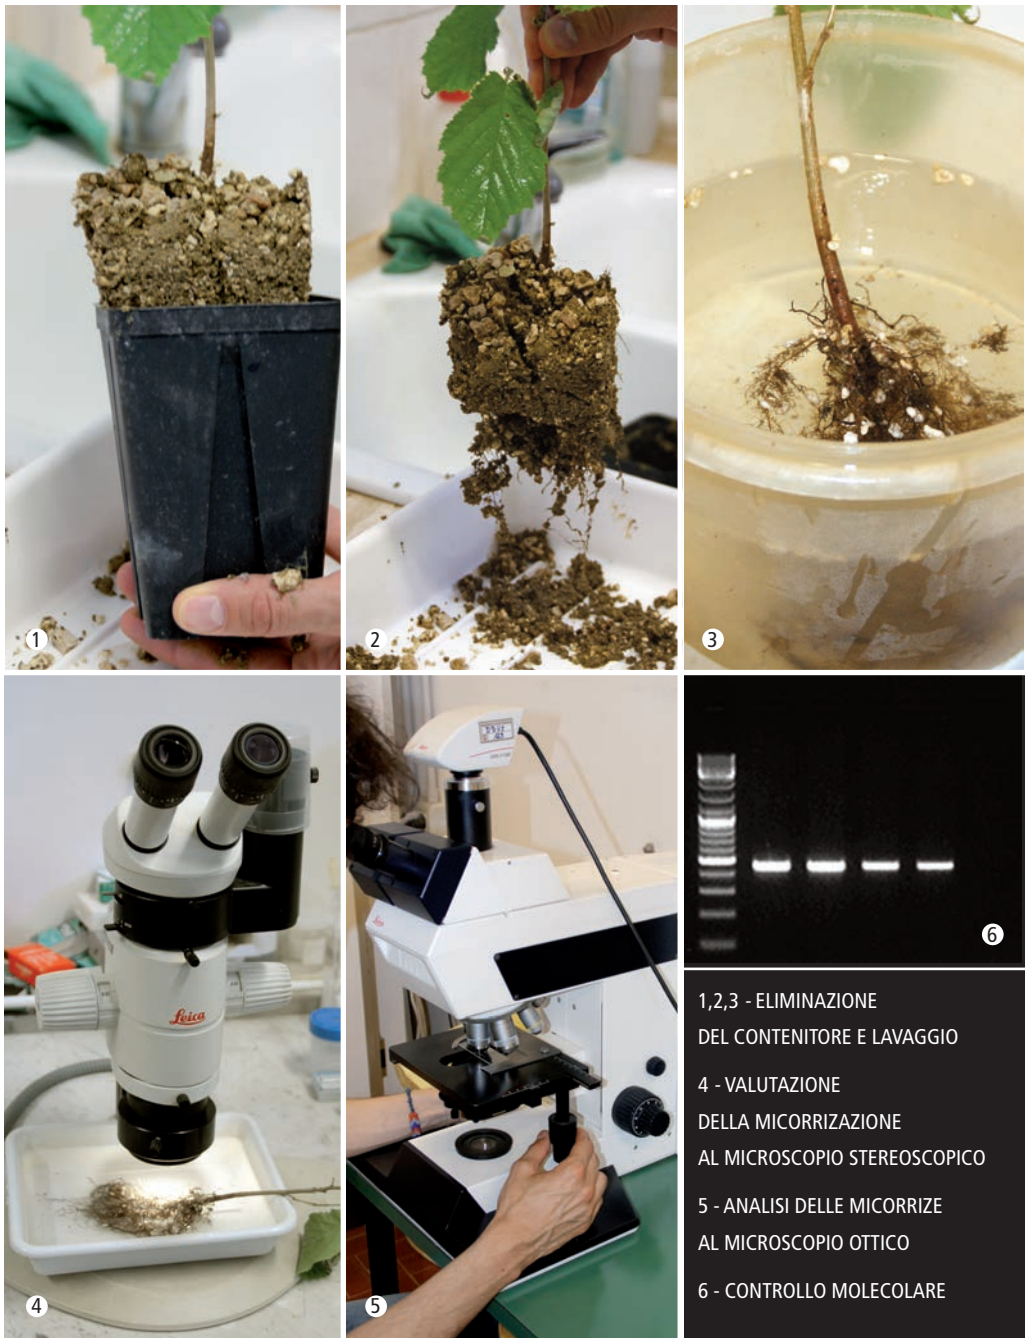 1
2
3
Leica
4
5
6
1,2,3 - ELIMINAZIONE
DEL CONTENITORE E LAVAGGIO
4 - VALUTAZIONE
DELLA MICORRIZAZIONE
AL MICROSCOPIO STEREOSCOPICO
5 - ANALISI DELLE MICORRIZE
AL MICROSCOPIO OTTICO
6 - CONTROLLO MOLECOLARE